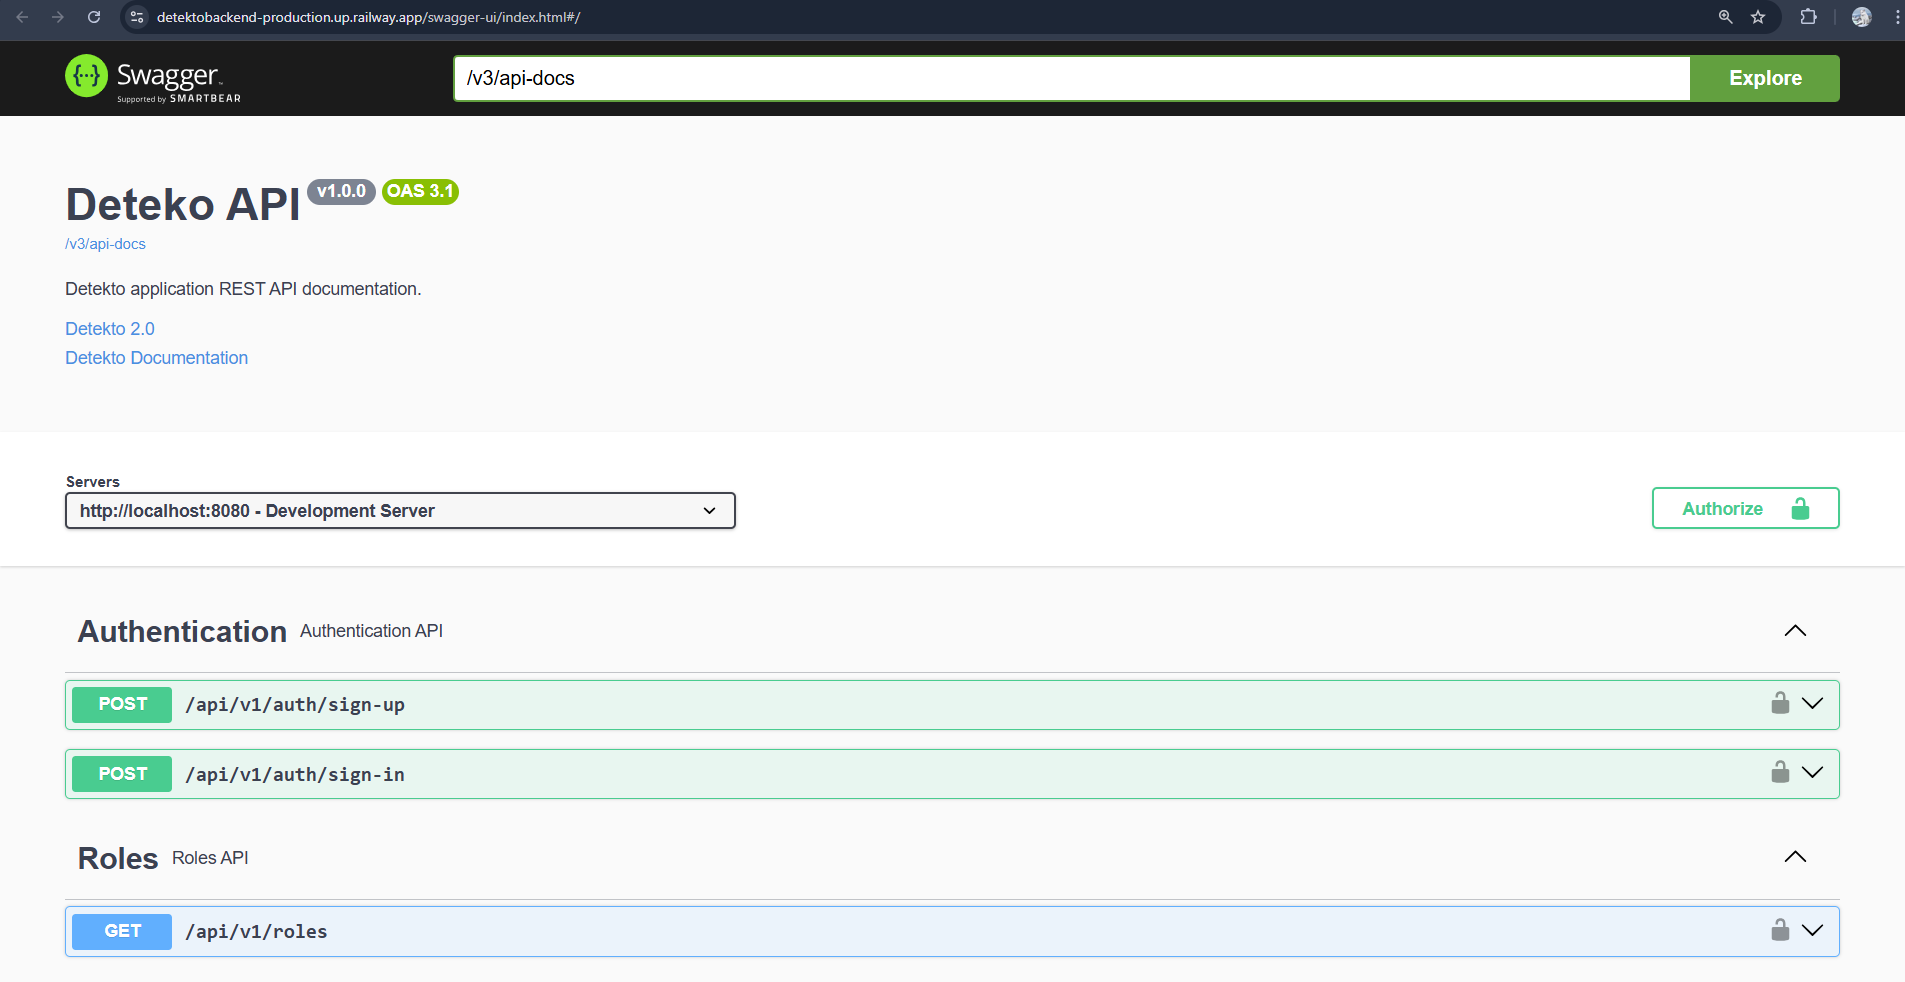 detektobackend-production.up.railway.app/swagger-ui/index.html#/
{···} Swagger™
Supported by SMARTBEAR
/v3/api-docs
Explore
Deteko API v1.0.0 OAS 3.1
/v3/api-docs
Detekto application REST API documentation.
Detekto 2.0
Detekto Documentation
Servers
http://localhost:8080 - Development Server
Authorize
Authentication Authentication API
POST /api/v1/auth/sign-up
POST /api/v1/auth/sign-in
Roles Roles API
GET /api/v1/roles